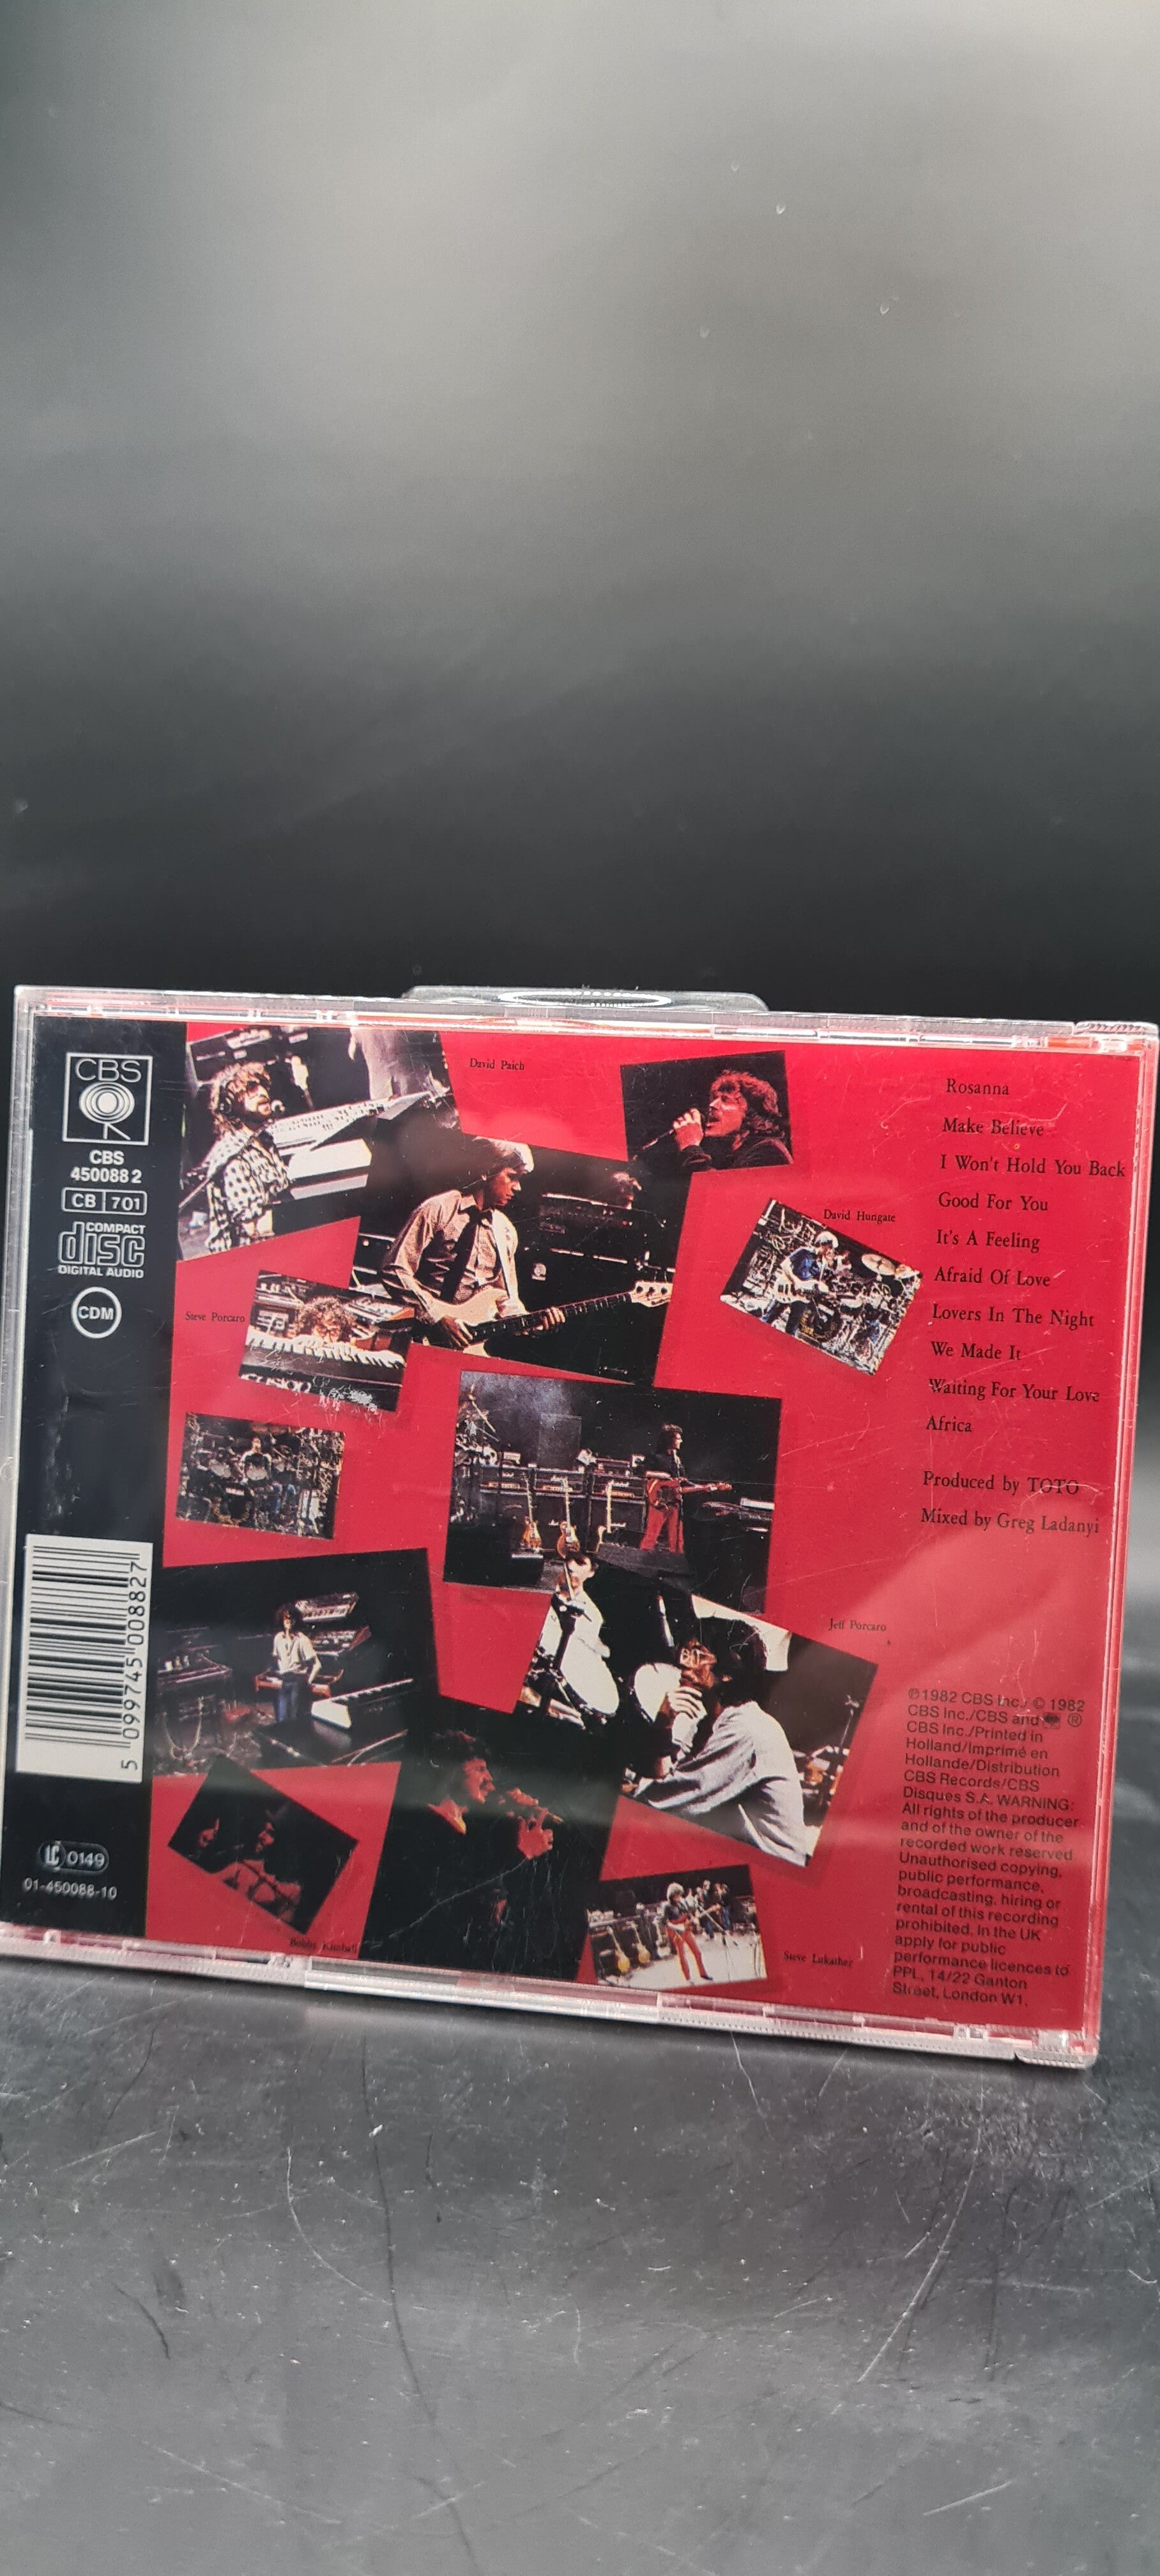 CBS
CBS
450088 2
CB 701
COMPACT
disc
DIGITAL AUDIO
CDM
5 099745 008827
LC 0149
01-450088-10
David Paich
David Hungate
Steve Porcaro
fusion
Jeff Porcaro
Bobby Kimball
Steve Lukather
Rosanna
Make Believe
I Won't Hold You Back
Good For You
It's A Feeling
Afraid Of Love
Lovers In The Night
We Made It
Waiting For Your Love
Africa
Produced by TOTO
Mixed by Greg Ladanyi
℗ 1982 CBS Inc./ © 1982
CBS Inc./CBS and ®
CBS Inc./Printed in
Holland/Imprimé en
Hollande/Distribution
CBS Records/CBS
Disques S.A. WARNING:
All rights of the producer
and of the owner of the
recorded work reserved.
Unauthorised copying,
public performance,
broadcasting, hiring or
rental of this recording
prohibited. In the UK
apply for public
performance licences to
PPL, 14/22 Ganton
Street, London W1.